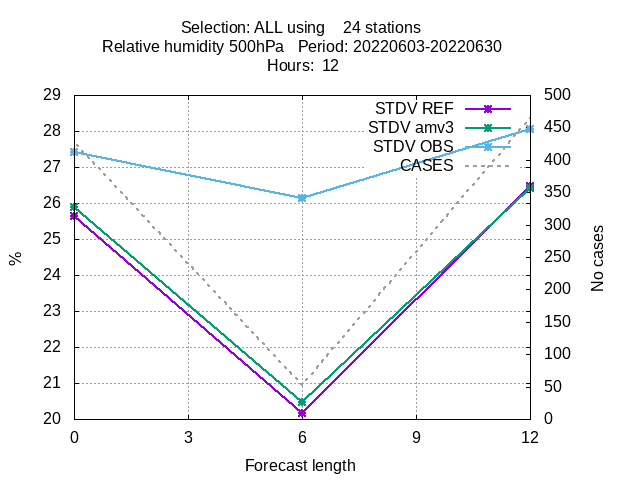 Selection: ALL using    24 stations
Relative humidity 500hPa   Period: 20220603-20220630
Hours:  12
29
28
27
26
25
24
23
22
21
20
%
STDV REF
STDV amv3
STDV OBS
CASES
500
450
400
350
300
250
200
150
100
50
0
No cases
0 3 6 9 12
Forecast length